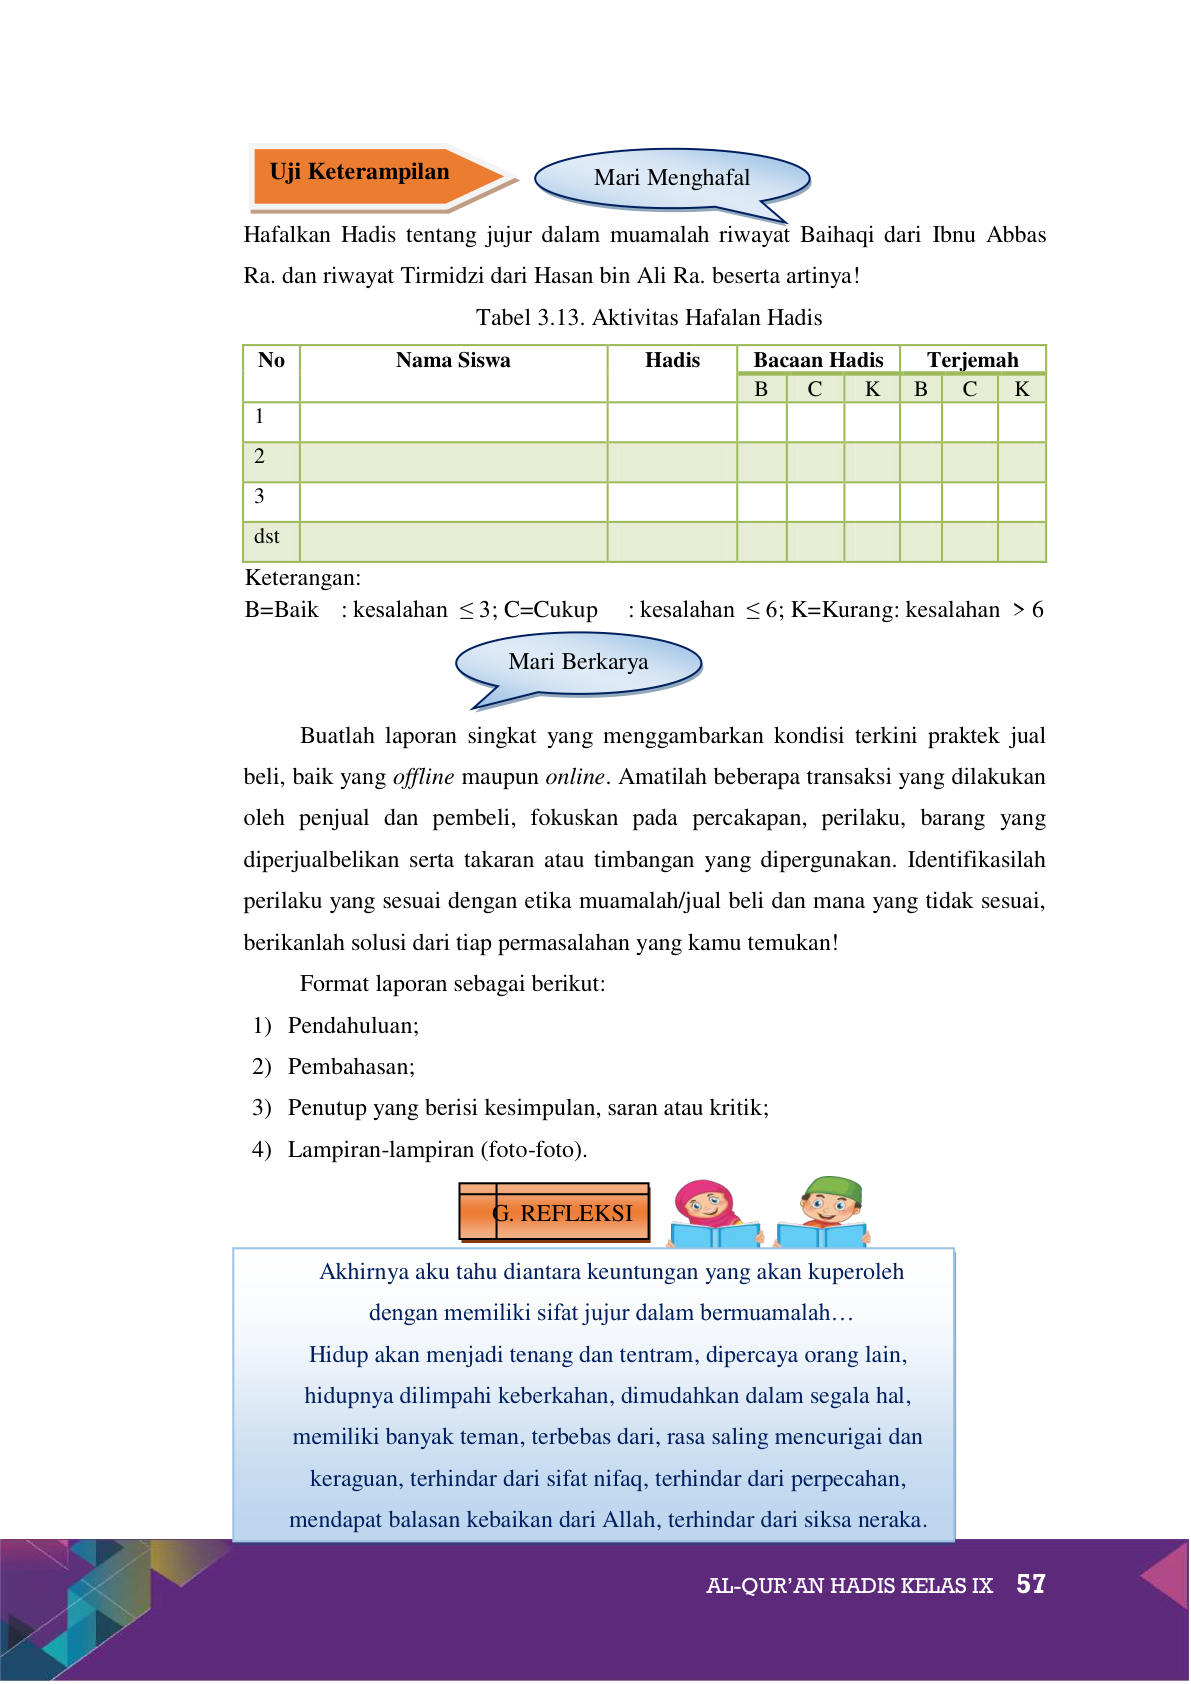 Uji Keterampilan
Mari Menghafal
Hafalkan Hadis tentang jujur dalam muamalah riwayat Baihaqi dari Ibnu Abbas
Ra. dan riwayat Tirmidzi dari Hasan bin Ali Ra. beserta artinya!
Tabel 3.13. Aktivitas Hafalan Hadis
No Nama Siswa Hadis Bacaan Hadis Terjemah
B C K B C K
1
2
3
dst
Keterangan:
B=Baik : kesalahan ≤ 3; C=Cukup : kesalahan ≤ 6; K=Kurang: kesalahan > 6
Mari Berkarya
Buatlah laporan singkat yang menggambarkan kondisi terkini praktek jual
beli, baik yang offline maupun online. Amatilah beberapa transaksi yang dilakukan
oleh penjual dan pembeli, fokuskan pada percakapan, perilaku, barang yang
diperjualbelikan serta takaran atau timbangan yang dipergunakan. Identifikasilah
perilaku yang sesuai dengan etika muamalah/jual beli dan mana yang tidak sesuai,
berikanlah solusi dari tiap permasalahan yang kamu temukan!
Format laporan sebagai berikut:
1) Pendahuluan;
2) Pembahasan;
3) Penutup yang berisi kesimpulan, saran atau kritik;
4) Lampiran-lampiran (foto-foto).
G. REFLEKSI
Akhirnya aku tahu diantara keuntungan yang akan kuperoleh
dengan memiliki sifat jujur dalam bermuamalah…
Hidup akan menjadi tenang dan tentram, dipercaya orang lain,
hidupnya dilimpahi keberkahan, dimudahkan dalam segala hal,
memiliki banyak teman, terbebas dari, rasa saling mencurigai dan
keraguan, terhindar dari sifat nifaq, terhindar dari perpecahan,
mendapat balasan kebaikan dari Allah, terhindar dari siksa neraka.
AL-QUR’AN HADIS KELAS IX 57